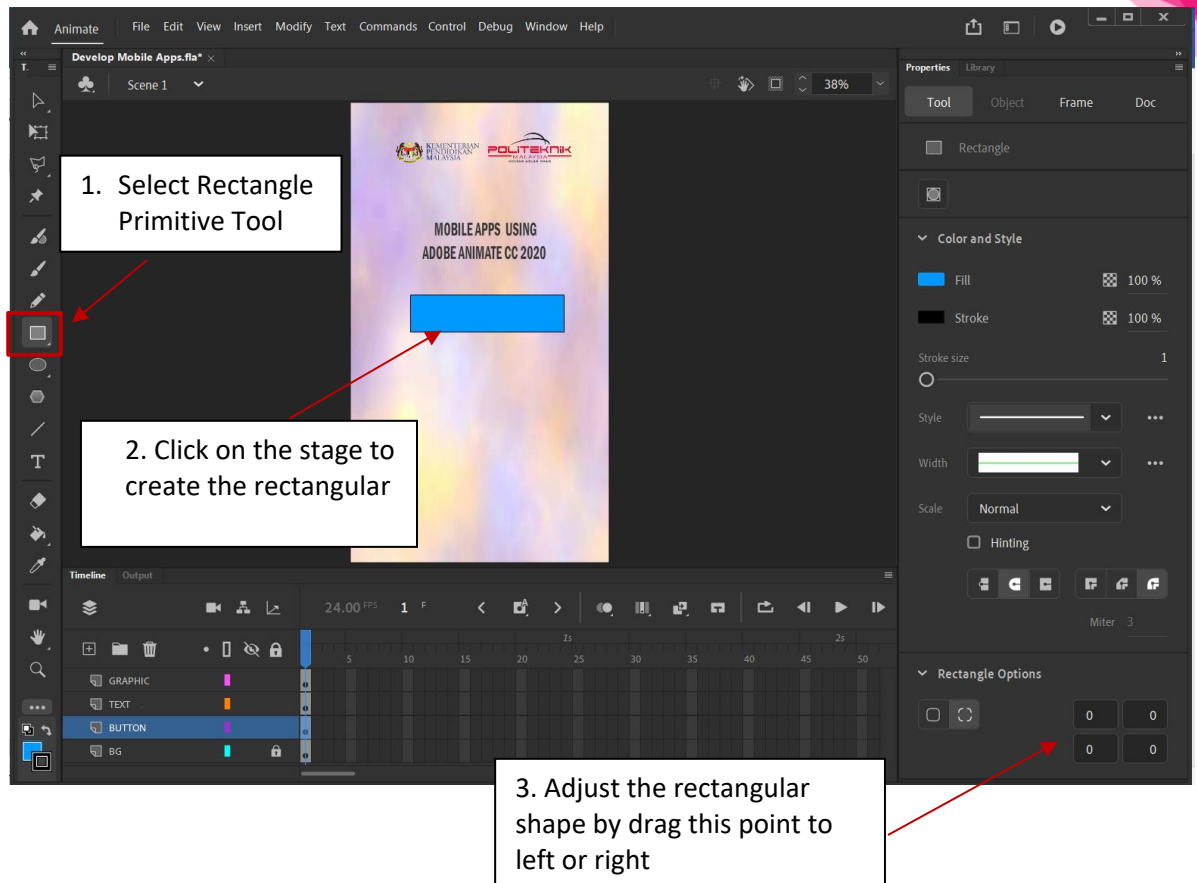 Animate File Edit View Insert Modify Text Commands Control Debug Window Help
Develop Mobile Apps.fla*
T.
Scene 1
38%
KEMENTERIAN
PENDIDIKAN
MALAYSIA
POLITEKNIK
MALAYSIA
MOBILE APPS USING
ADOBE ANIMATE CC 2020
1. Select Rectangle
Primitive Tool
2. Click on the stage to
create the rectangular
T
Timeline Output
24.00 FPS 1 F
1s 2s
5 10 15 20 25 30 35 40 45 50
GRAPHIC
TEXT
BUTTON
BG
Properties Library
Tool Object Frame Doc
Rectangle
Color and Style
Fill 100 %
Stroke 100 %
Stroke size 1
Style
Width
Scale Normal
Hinting
Miter 3
Rectangle Options
0 0
0 0
3. Adjust the rectangular
shape by drag this point to
left or right